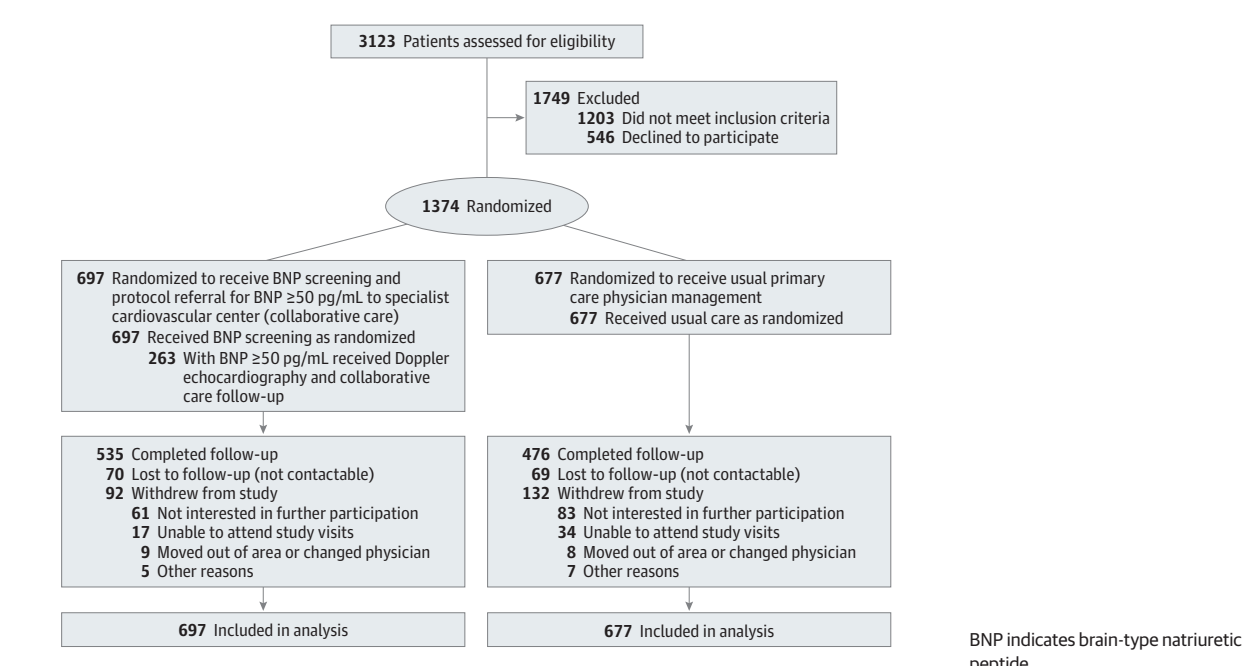 3123 Patients assessed for eligibility
1749 Excluded
1203 Did not meet inclusion criteria
546 Declined to participate
1374 Randomized
697 Randomized to receive BNP screening and
protocol referral for BNP ≥50 pg/mL to specialist
cardiovascular center (collaborative care)
697 Received BNP screening as randomized
263 With BNP ≥50 pg/mL received Doppler
echocardiography and collaborative
care follow-up
677 Randomized to receive usual primary
care physician management
677 Received usual care as randomized
535 Completed follow-up
70 Lost to follow-up (not contactable)
92 Withdrew from study
61 Not interested in further participation
17 Unable to attend study visits
9 Moved out of area or changed physician
5 Other reasons
476 Completed follow-up
69 Lost to follow-up (not contactable)
132 Withdrew from study
83 Not interested in further participation
34 Unable to attend study visits
8 Moved out of area or changed physician
7 Other reasons
697 Included in analysis
677 Included in analysis
BNP indicates brain-type natriuretic
peptide